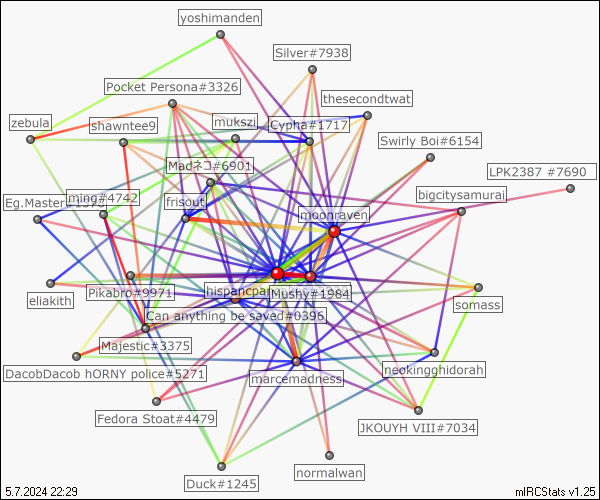 yoshimanden
Silver#7938
Pocket Persona#3326
thesecondtwat
zebula
shawntee9
mukszi
Cypha#1717
Swirly Boi#6154
Madネコ#6901
LPK2387 #7690
Eg.Master
ming#4742
frisout
bigcitysamurai
moonraven
eliakith
Pikabro#9971
hispancpa
Mushy#1984
somass
Can anything be saved#0396
Majestic#3375
DacobDacob hORNY police#5271
marcemadness
neokingghidorah
Fedora Stoat#4479
JKOUYH VIII#7034
Duck#1245
normalwan
5.7.2024 22:29
mIRCStats v1.25